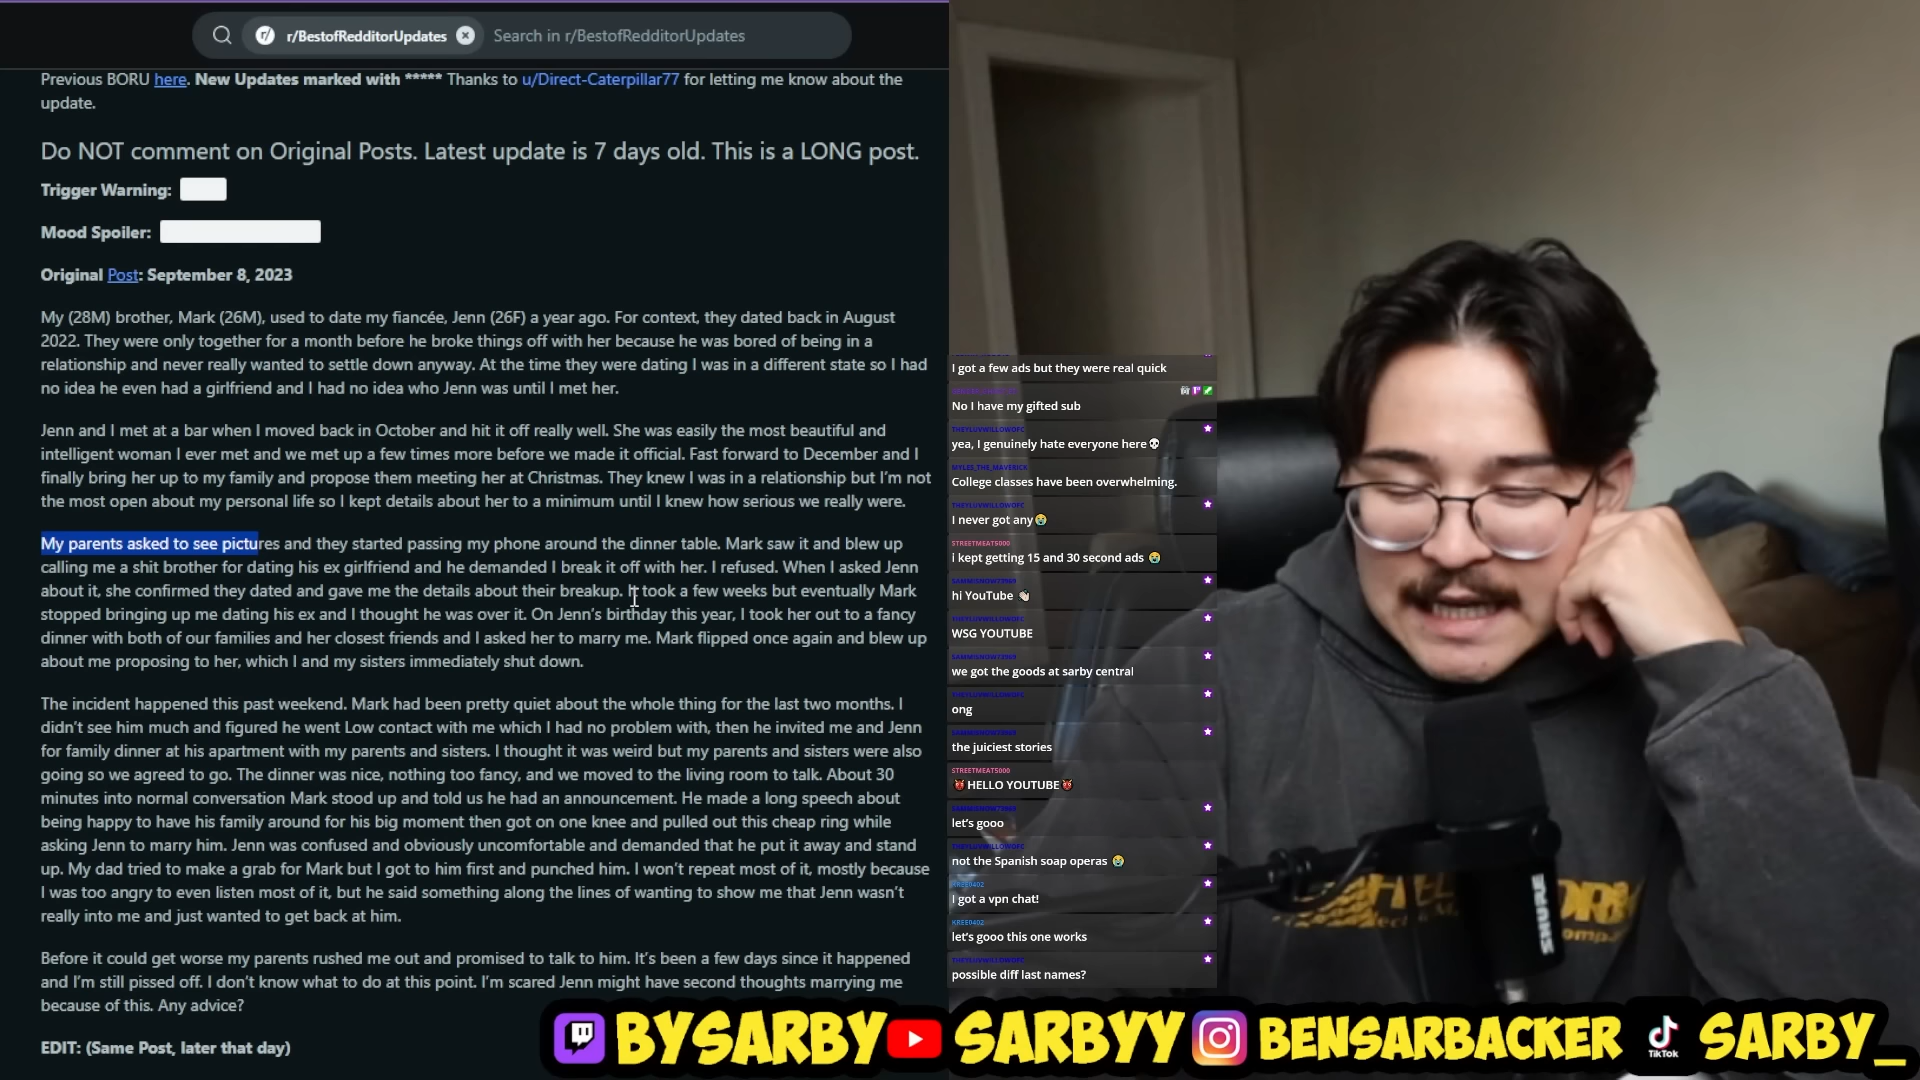 r/BestofRedditorUpdates
Search in r/BestofRedditorUpdates
Previous BORU here. New Updates marked with ***** Thanks to u/Direct-Caterpillar77 for letting me know about the
update.
Do NOT comment on Original Posts. Latest update is 7 days old. This is a LONG post.
Trigger Warning:
Mood Spoiler:
Original Post: September 8, 2023
My (28M) brother, Mark (26M), used to date my fiancée, Jenn (26F) a year ago. For context, they dated back in August
2022. They were only together for a month before he broke things off with her because he was bored of being in a
relationship and never really wanted to settle down anyway. At the time they were dating I was in a different state so I had
no idea he even had a girlfriend and I had no idea who Jenn was until I met her.
Jenn and I met at a bar when I moved back in October and hit it off really well. She was easily the most beautiful and
intelligent woman I ever met and we met up a few times more before we made it official. Fast forward to December and I
finally bring her up to my family and propose them meeting her at Christmas. They knew I was in a relationship but I'm not
the most open about my personal life so I kept details about her to a minimum until I knew how serious we really were.
My parents asked to see pictures and they started passing my phone around the dinner table. Mark saw it and blew up
calling me a shit brother for dating his ex girlfriend and he demanded I break it off with her. I refused. When I asked Jenn
about it, she confirmed they dated and gave me the details about their breakup. It took a few weeks but eventually Mark
stopped bringing up me dating his ex and I thought he was over it. On Jenn's birthday this year, I took her out to a fancy
dinner with both of our families and her closest friends and I asked her to marry me. Mark flipped once again and blew up
about me proposing to her, which I and my sisters immediately shut down.
The incident happened this past weekend. Mark had been pretty quiet about the whole thing for the last two months. I
didn't see him much and figured he went Low contact with me which I had no problem with, then he invited me and Jenn
for family dinner at his apartment with my parents and sisters. I thought it was weird but my parents and sisters were also
going so we agreed to go. The dinner was nice, nothing too fancy, and we moved to the living room to talk. About 30
minutes into normal conversation Mark stood up and told us he had an announcement. He made a long speech about
being happy to have his family around for his big moment then got on one knee and pulled out this cheap ring while
asking Jenn to marry him. Jenn was confused and obviously uncomfortable and demanded that he put it away and stand
up. My dad tried to make a grab for Mark but I got to him first and punched him. I won't repeat most of it, mostly because
I was too angry to even listen most of it, but he said something along the lines of wanting to show me that Jenn wasn't
really into me and just wanted to get back at him.
Before it could get worse my parents rushed me out and promised to talk to him. It's been a few days since it happened
and I'm still pissed off. I don't know what to do at this point. I'm scared Jenn might have second thoughts marrying me
because of this. Any advice?
EDIT: (Same Post, later that day)
I got a few ads but they were real quick
No I have my gifted sub
THEYLUVWILLOWOFC
yea, I genuinely hate everyone here💀
MYLES_THE_MAVERICK
College classes have been overwhelming.
THEYLUVWILLOWOFC
I never got any😭
STREETMEAT5000
i kept getting 15 and 30 second ads 😭
hi YouTube 👋🏻
THEYLUVWILLOWOFC
WSG YOUTUBE
we got the goods at sarby central
THEYLUVWILLOWOFC
ong
the juiciest stories
STREETMEAT5000
👹HELLO YOUTUBE👹
let's gooo
THEYLUVWILLOWOFC
not the Spanish soap operas 😭
KREE0402
I got a vpn chat!
KREE0402
let's gooo this one works
THEYLUVWILLOWOFC
possible diff last names?
SHURE
BYSARBY SARBYY BENSARBACKER TikTok SARBY_